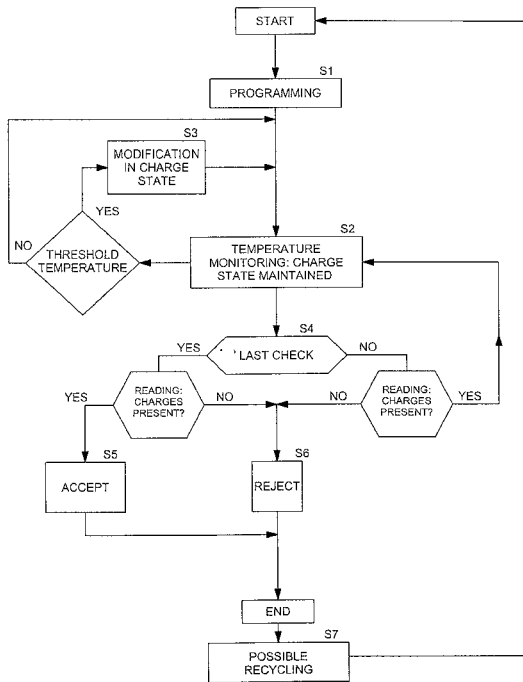 START
S1
PROGRAMMING
S3
MODIFICATION
IN CHARGE
STATE
YES
NO
THRESHOLD
TEMPERATURE
S2
TEMPERATURE
MONITORING: CHARGE
STATE MAINTAINED
S4
YES
LAST CHECK
NO
YES
READING:
CHARGES
PRESENT?
NO
NO
READING:
CHARGES
PRESENT?
YES
S5
ACCEPT
S6
REJECT
END
S7
POSSIBLE
RECYCLING